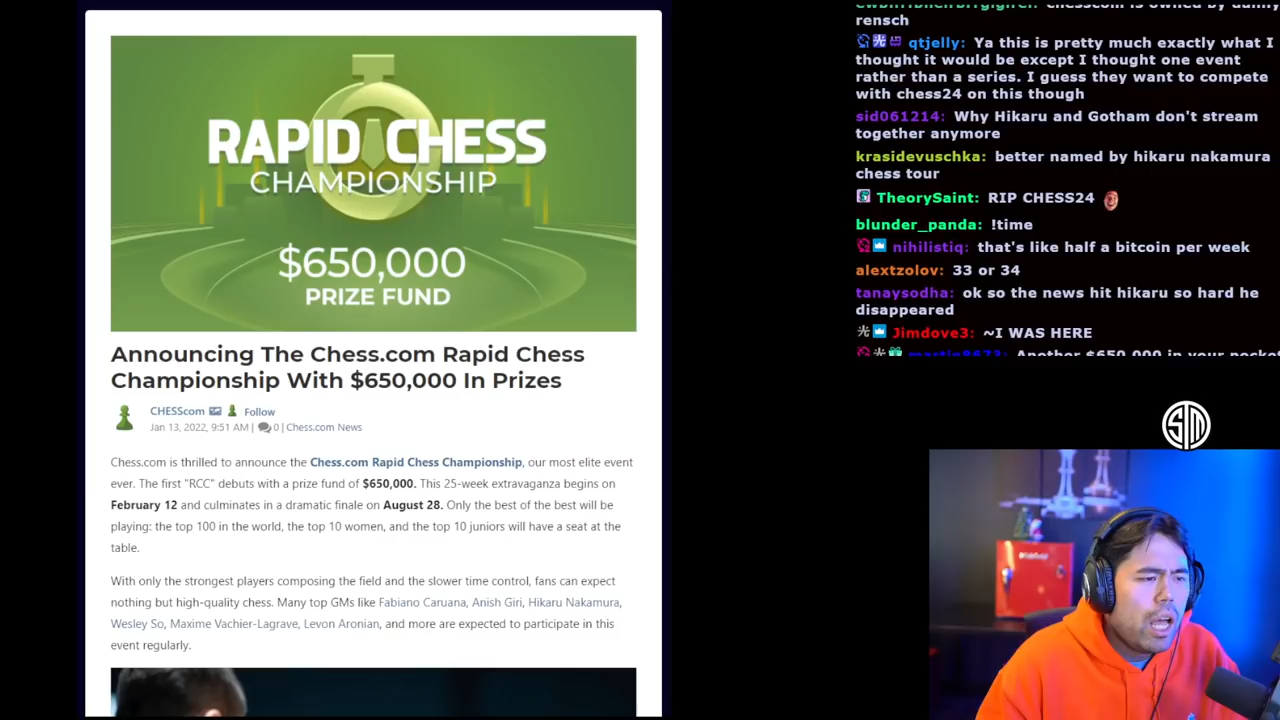 RAPID CHESS
CHAMPIONSHIP
$650,000
PRIZE FUND
Announcing The Chess.com Rapid Chess
Championship With $650,000 In Prizes
CHESScom Follow
Jan 13, 2022, 9:51 AM | 0 | Chess.com News
Chess.com is thrilled to announce the Chess.com Rapid Chess Championship, our most elite event
ever. The first "RCC" debuts with a prize fund of $650,000. This 25-week extravaganza begins on
February 12 and culminates in a dramatic finale on August 28. Only the best of the best will be
playing: the top 100 in the world, the top 10 women, and the top 10 juniors will have a seat at the
table.
With only the strongest players composing the field and the slower time control, fans can expect
nothing but high-quality chess. Many top GMs like Fabiano Caruana, Anish Giri, Hikaru Nakamura,
Wesley So, Maxime Vachier-Lagrave, Levon Aronian, and more are expected to participate in this
event regularly.
chesscom is owned by danny
rensch
qtjelly: Ya this is pretty much exactly what I
thought it would be except I thought one event
rather than a series. I guess they want to compete
with chess24 on this though
sid061214: Why Hikaru and Gotham don't stream
together anymore
krasidevuschka: better named by hikaru nakamura
chess tour
TheorySaint: RIP CHESS24
blunder_panda: !time
nihilistiq: that's like half a bitcoin per week
alextzolov: 33 or 34
tanaysodha: ok so the news hit hikaru so hard he
disappeared
Jimdove3: ~I WAS HERE
Another $650,000 in your pocket
TSM